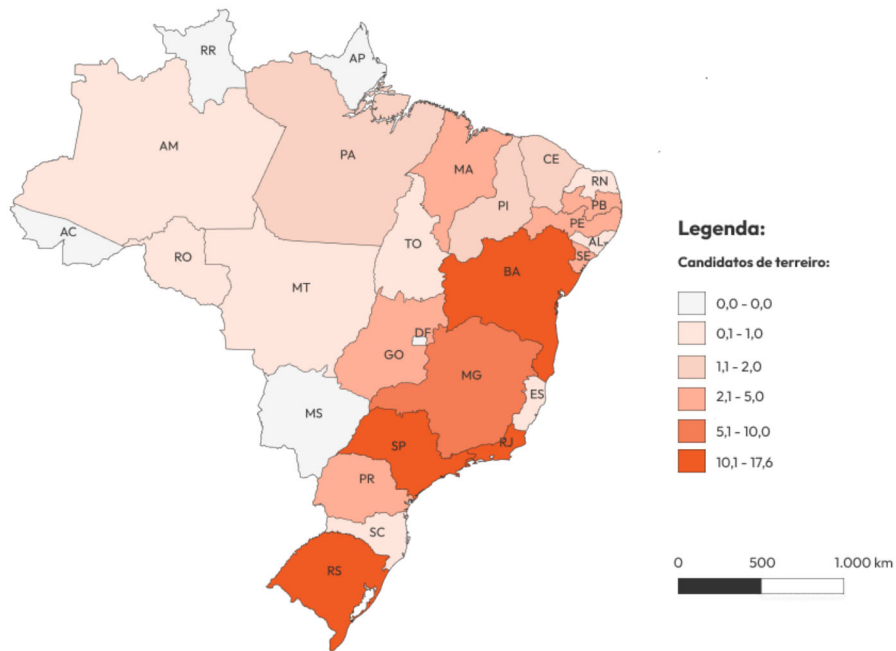 RR
AP
AM
PA
MA
CE
RN
PB
PI
PE
AL
SE
AC
TO
RO
BA
MT
DF
GO
MG
ES
MS
SP
RJ
PR
SC
RS
Legenda:
Candidatos de terreiro:
0,0 - 0,0
0,1 - 1,0
1,1 - 2,0
2,1 - 5,0
5,1 - 10,0
10,1 - 17,6
0 500 1.000 km